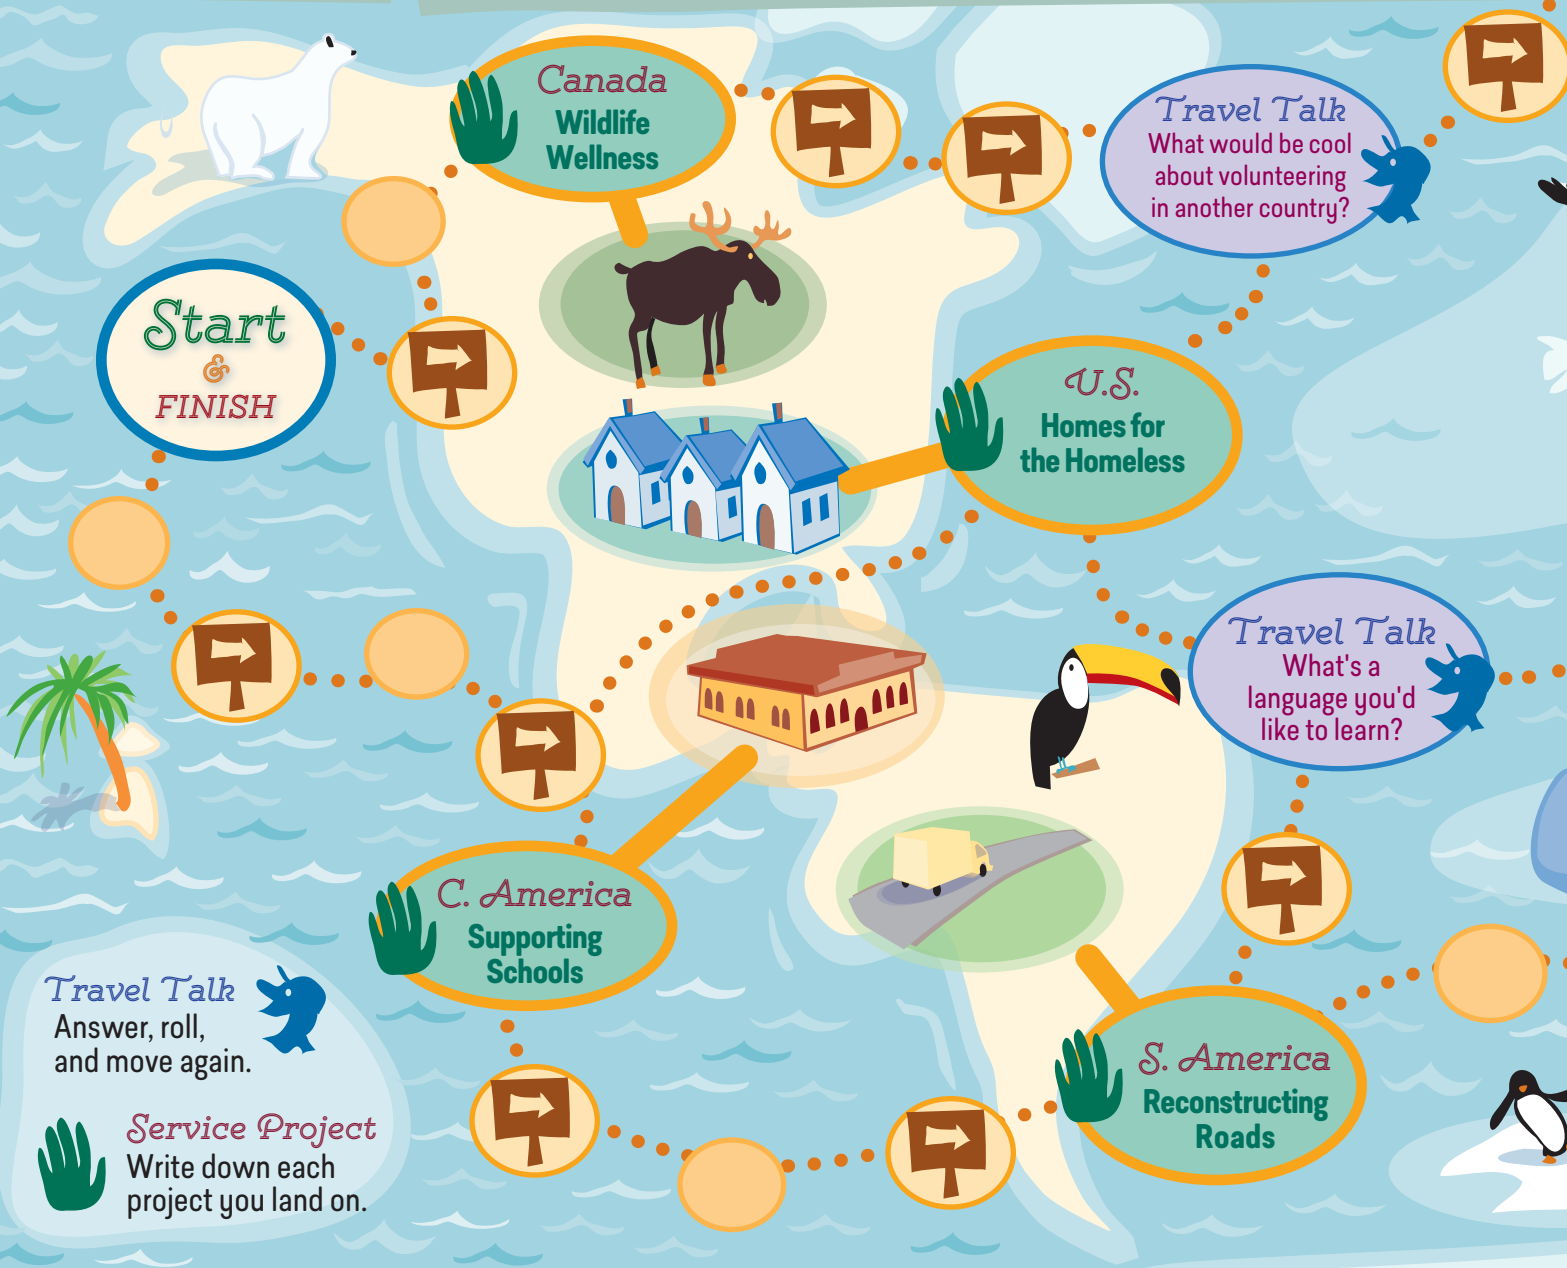 Canada
Wildlife
Wellness
Travel Talk
What would be cool
about volunteering
in another country?
Start
&
FINISH
U.S.
Homes for
the Homeless
Travel Talk
What's a
language you'd
like to learn?
C. America
Supporting
Schools
S. America
Reconstructing
Roads
Travel Talk
Answer, roll,
and move again.
Service Project
Write down each
project you land on.